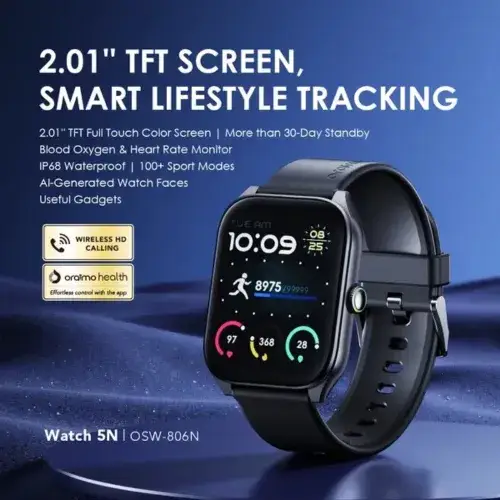 2.01" TFT SCREEN,
SMART LIFESTYLE TRACKING
2.01" TFT Full Touch Color Screen | More than 30-Day Standby
Blood Oxygen & Heart Rate Monitor
IP68 Waterproof | 100+ Sport Modes
AI-Generated Watch Faces
Useful Gadgets
WIRELESS HD
CALLING
oraimo health
Effortless control with the app
TUE AM
10:09
08
25
8975/99999
97
368
28
Watch 5N | OSW-806N